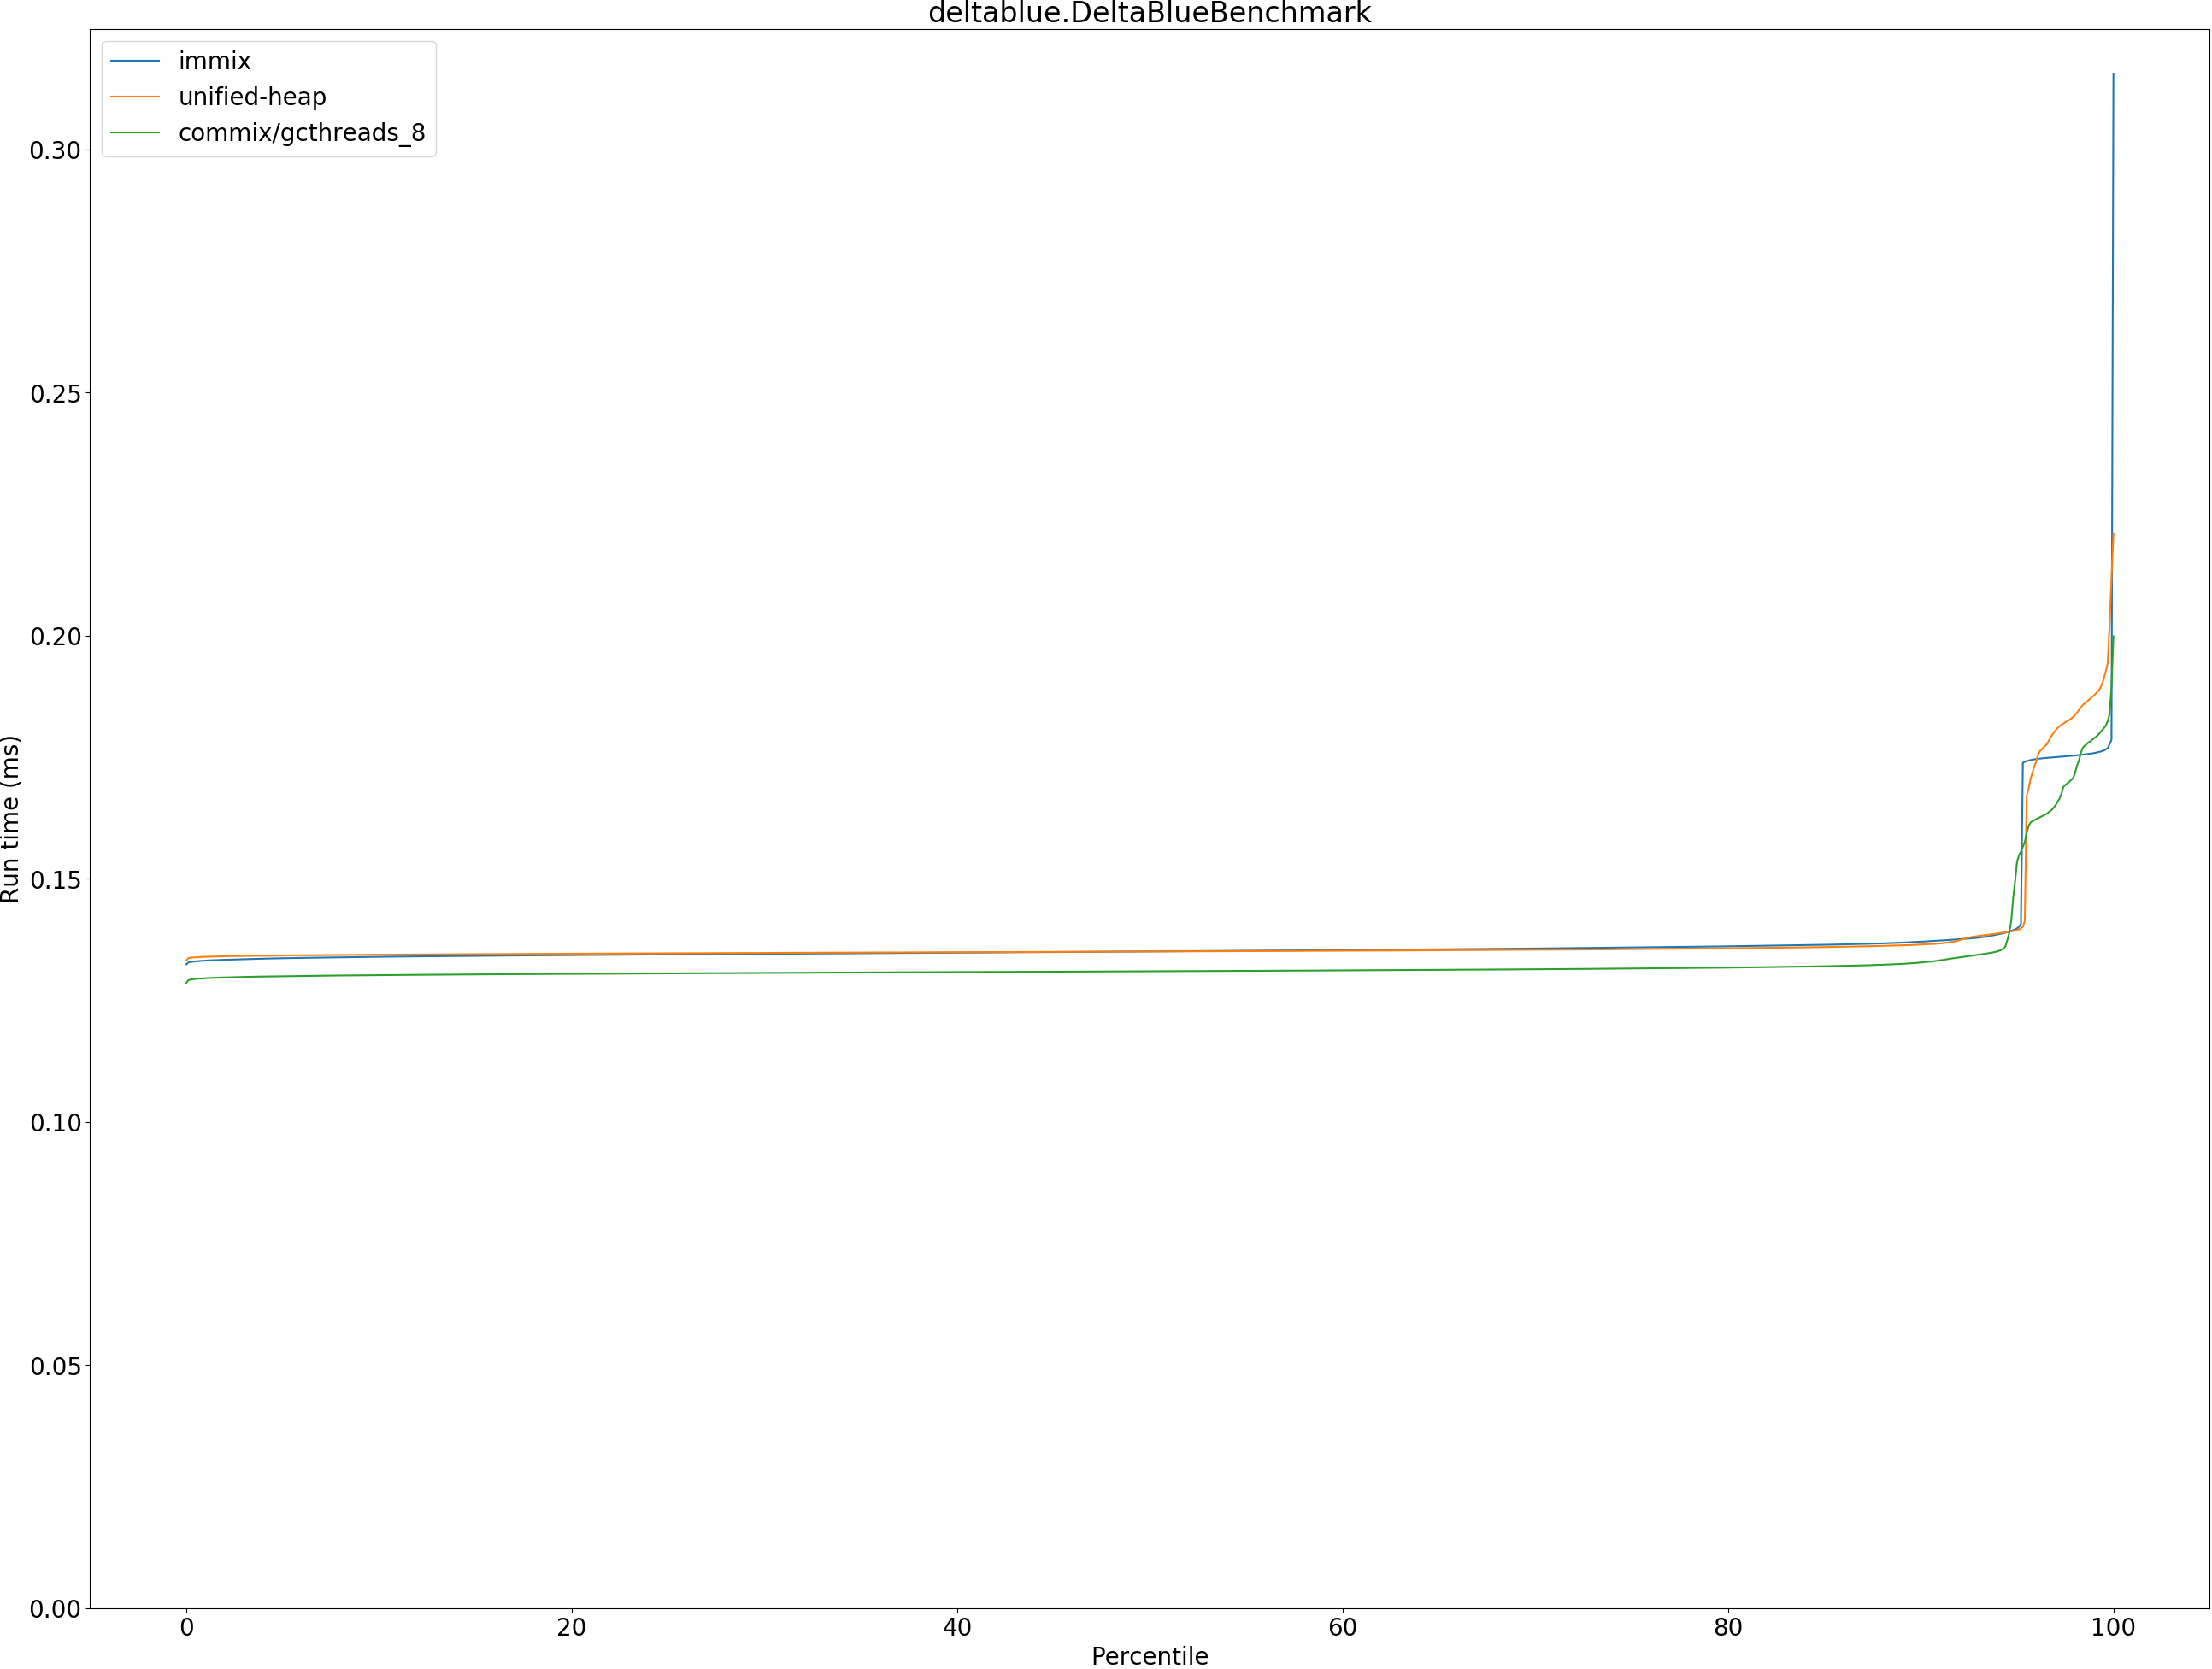 deltablue.DeltaBlueBenchmark
immix
unified-heap
commix/gcthreads_8
Run time (ms)
0.30
0.25
0.20
0.15
0.10
0.05
0.00
0 20 40 60 80 100
Percentile